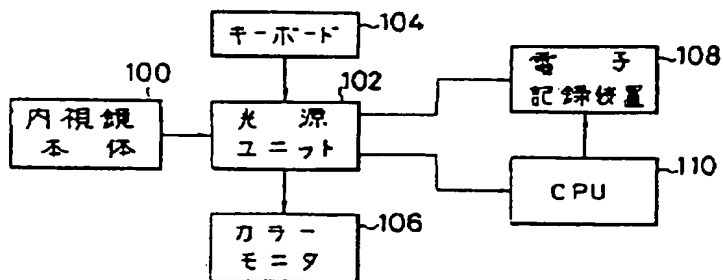 キーボード
104
電子
記録装置
108
100
102
内視鏡
本体
光源
ユニット
CPU
110
カラー
モニタ
106